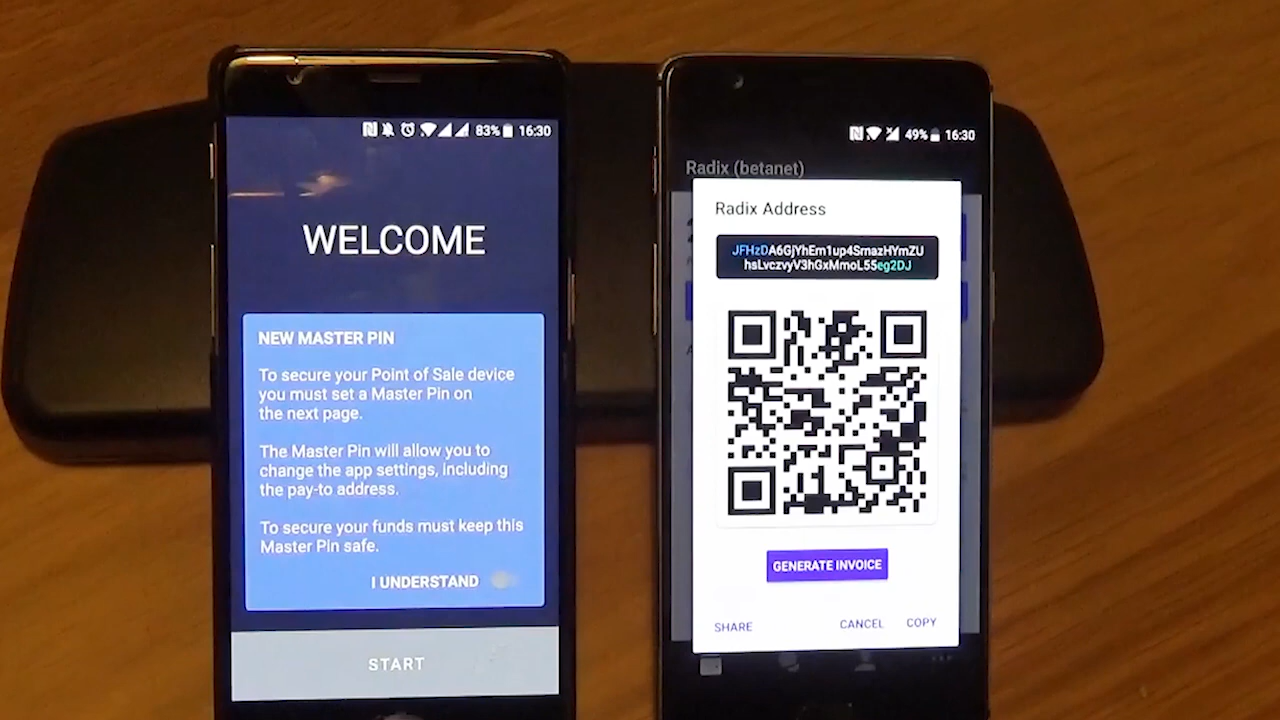 83% 16:30
WELCOME
NEW MASTER PIN
To secure your Point of Sale device
you must set a Master Pin on
the next page.
The Master Pin will allow you to
change the app settings, including
the pay-to address.
To secure your funds must keep this
Master Pin safe.
I UNDERSTAND
START
49% 16:30
Radix (betanet)
Radix Address
JFHzDA6GjYhEm1up4SmazHYmZU
hsLvczvyV3hGxMmoL55eg2DJ
GENERATE INVOICE
SHARE CANCEL COPY